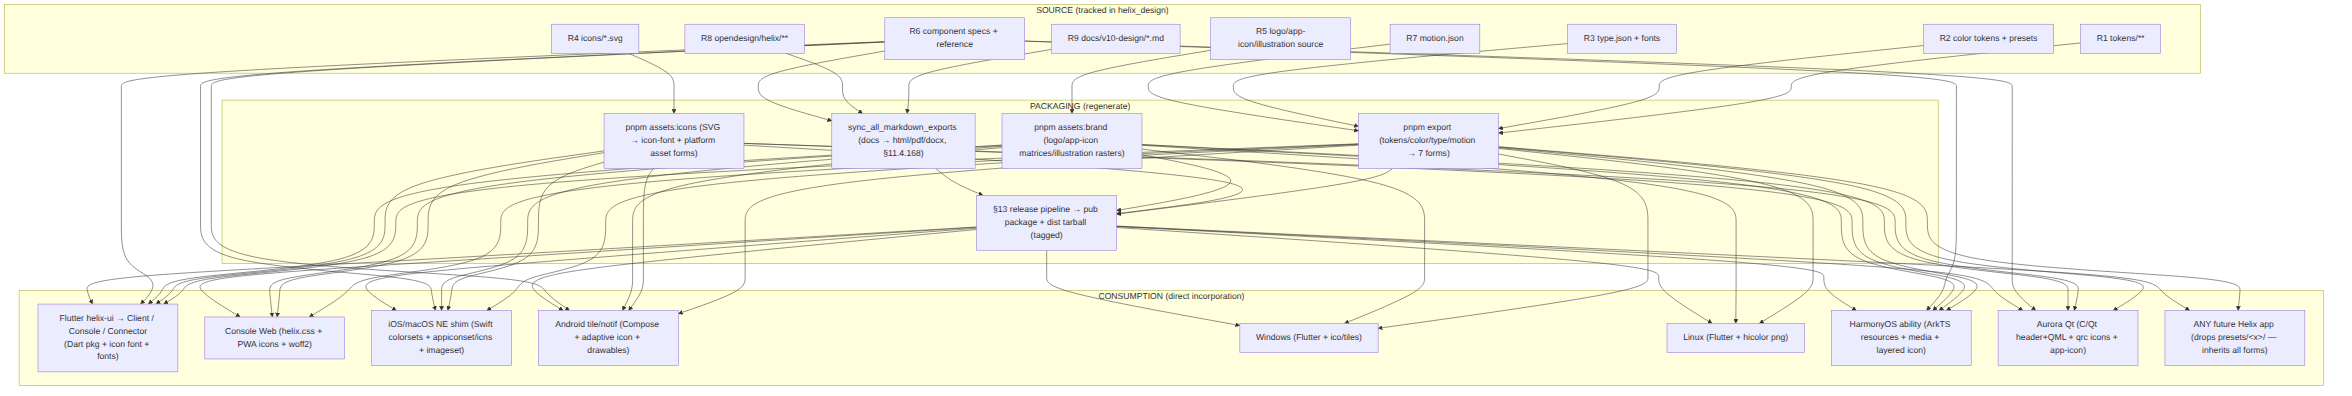 SOURCE (tracked in helix_design)
R4 icons/*.svg
R8 opendesign/helix/**
R6 component specs +
reference
R9 docs/v10-design/*.md
R5 logo/app-
icon/illustration source
R7 motion.json
R3 type.json + fonts
R2 color tokens + presets
R1 tokens/**
PACKAGING (regenerate)
pnpm assets:icons (SVG
→ icon-font + platform
asset forms)
sync_all_markdown_exports
(docs → html/pdf/docx,
§11.4.168)
pnpm assets:brand
(logo/app-icon
matrices/illustration rasters)
pnpm export
(tokens/color/type/motion
→ 7 forms)
§13 release pipeline → pub
package + dist tarball
(tagged)
CONSUMPTION (direct incorporation)
Flutter helix-ui → Client /
Console / Connector
(Dart pkg + icon font +
fonts)
Console Web (helix.css +
PWA icons + woff2)
iOS/macOS NE shim (Swift
colorsets + appiconset/icns
+ imageset)
Android tile/notif (Compose
+ adaptive icon +
drawables)
Windows (Flutter + ico/tiles)
Linux (Flutter + hicolor png)
HarmonyOS ability (ArkTS
resources + media +
layered icon)
Aurora Qt (C/Qt
header+QML + qrc icons +
app-icon)
ANY future Helix app
(drops presets/<x>/ —
inherits all forms)